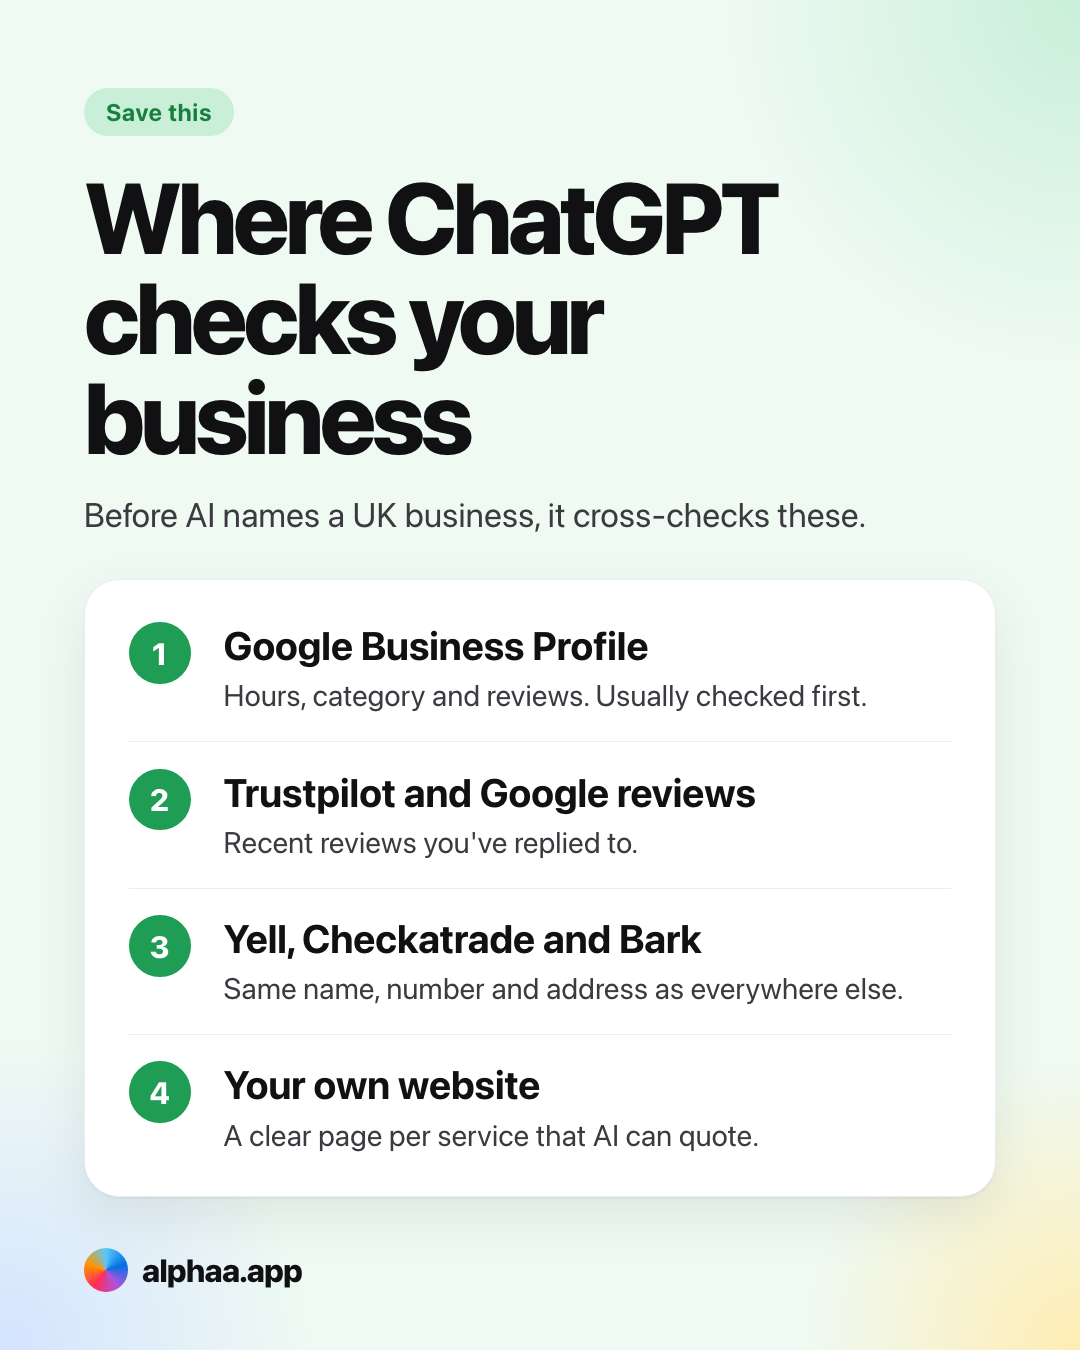 Save this
Where ChatGPT
checks your
business
Before AI names a UK business, it cross-checks these.
1
Google Business Profile
Hours, category and reviews. Usually checked first.
2
Trustpilot and Google reviews
Recent reviews you've replied to.
3
Yell, Checkatrade and Bark
Same name, number and address as everywhere else.
4
Your own website
A clear page per service that AI can quote.
alphaa.app